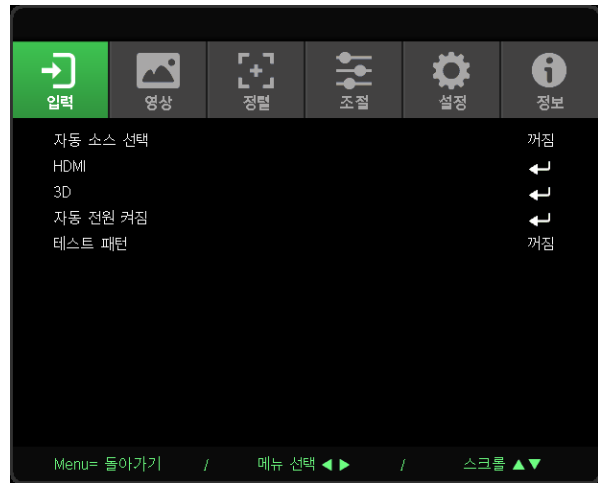 입력 영상 정렬 조절 설정 정보
자동 소스 선택 꺼짐
HDMI
3D
자동 전원 켜짐
테스트 패턴 꺼짐
Menu= 돌아가기 / 메뉴 선택 ◀ ▶ / 스크롤 ▲▼